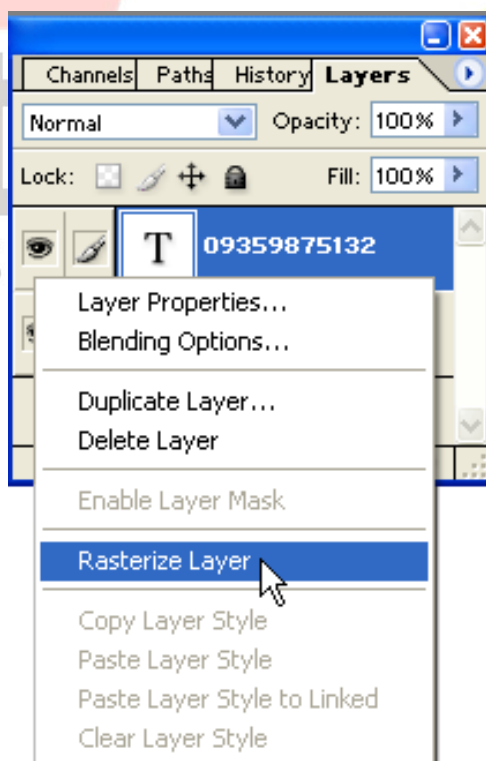 Channels Paths History Layers
Normal Opacity: 100%
Lock: Fill: 100%
T 09359875132
Layer Properties...
Blending Options...
Duplicate Layer...
Delete Layer
Enable Layer Mask
Rasterize Layer
Copy Layer Style
Paste Layer Style
Paste Layer Style to Linked
Clear Layer Style